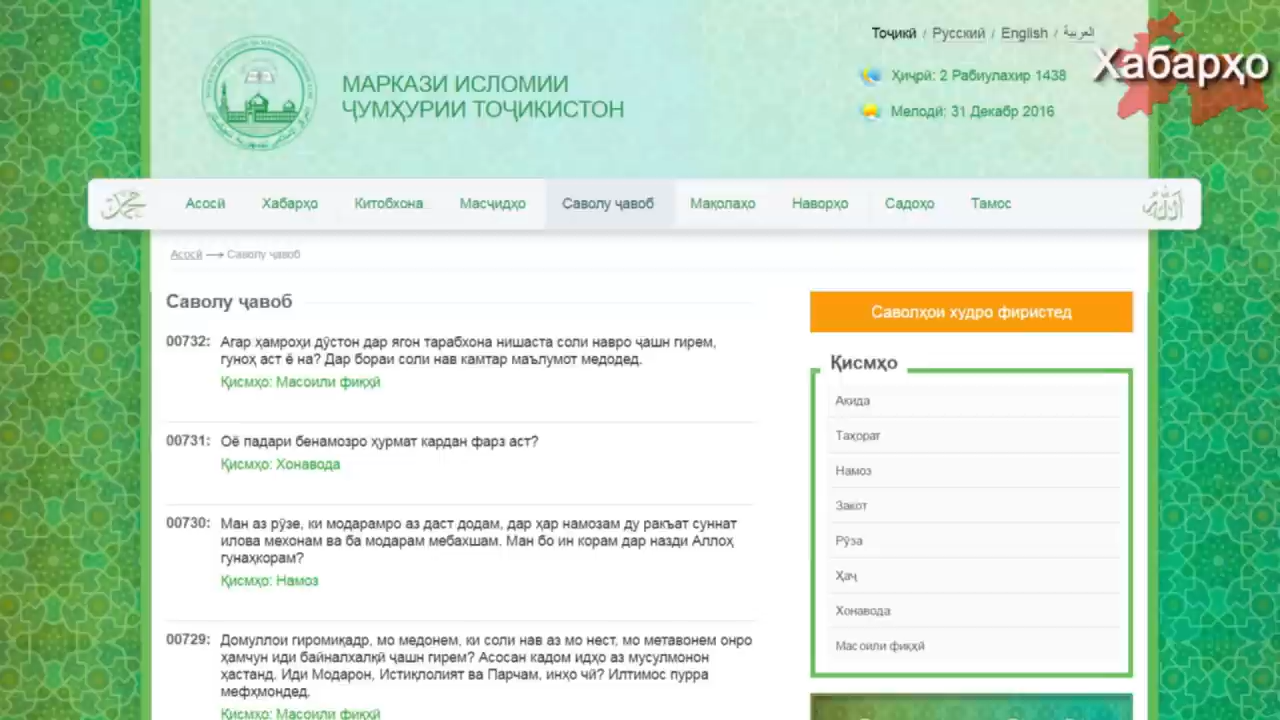 Тоҷикӣ / Русский / English / العربية
Хабарҳо
Ҳиҷрӣ: 2 Рабиулахир 1438
Мелодӣ: 31 Декабр 2016
МАРКАЗИ ИСЛОМИИ
ҶУМҲУРИИ ТОҶИКИСТОН
Асосӣ Хабарҳо Китобхона Масҷидҳо Саволу ҷавоб Мақолаҳо Наворҳо Садоҳо Тамос
Асосӣ → Саволу ҷавоб
Саволу ҷавоб
00732: Агар ҳамроҳи дӯстон дар ягон тарабхона нишаста соли навро ҷашн гирем,
гуноҳ аст ё на? Дар бораи соли нав камтар маълумот медодед.
Қисмҳо: Масоили фиқҳӣ
00731: Оё падари бенамозро ҳурмат кардан фарз аст?
Қисмҳо: Хонавода
00730: Ман аз рӯзе, ки модарамро аз даст додам, дар ҳар намозам ду ракъат суннат
илова мехонам ва ба модарам мебахшам. Ман бо ин корам дар назди Аллоҳ
гунаҳкорам?
Қисмҳо: Намоз
00729: Домуллои гиромиқадр, мо медонем, ки соли нав аз мо нест, мо метавонем онро
ҳамчун иди байналхалқӣ ҷашн гирем? Асосан кадом идҳо аз мусулмонон
ҳастанд. Иди Модарон, Истиқлолият ва Парчам, инҳо чӣ? Илтимос пурра
мефҳмондед.
Қисмҳо: Масоили фиқҳӣ
Саволҳои худро фиристед
Қисмҳо
Ақида
Таҳорат
Намоз
Закот
Рӯза
Ҳаҷ
Хонавода
Масоили фиқҳӣ